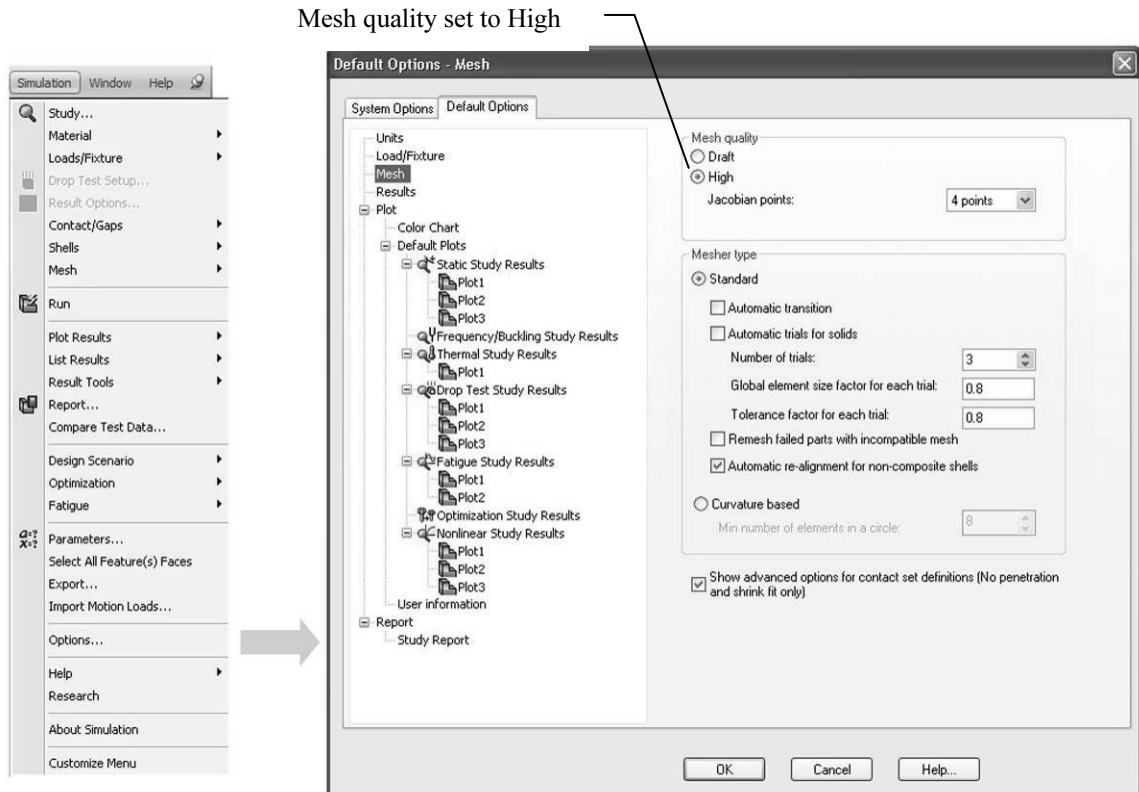 Mesh quality set to High
Simulation Window Help
Study...
Material
Loads/Fixture
Drop Test Setup...
Result Options...
Contact/Gaps
Shells
Mesh
Run
Plot Results
List Results
Result Tools
Report...
Compare Test Data...
Design Scenario
Optimization
Fatigue
Parameters...
Select All Feature(s) Faces
Export...
Import Motion Loads...
Options...
Help
Research
About Simulation
Customize Menu
Default Options - Mesh
System Options Default Options
Units
Load/Fixture
Mesh
Results
Plot
Color Chart
Default Plots
Static Study Results
Plot1
Plot2
Plot3
Frequency/Buckling Study Results
Thermal Study Results
Plot1
Drop Test Study Results
Plot1
Plot2
Plot3
Fatigue Study Results
Plot1
Plot2
Optimization Study Results
Nonlinear Study Results
Plot1
Plot2
Plot3
User information
Report
Study Report
Mesh quality
Draft
High
Jacobian points: 4 points
Mesher type
Standard
Automatic transition
Automatic trials for solids
Number of trials: 3
Global element size factor for each trial: 0.8
Tolerance factor for each trial: 0.8
Remesh failed parts with incompatible mesh
Automatic re-alignment for non-composite shells
Curvature based
Min number of elements in a circle: 8
Show advanced options for contact set definitions (No penetration
and shrink fit only)
OK Cancel Help...